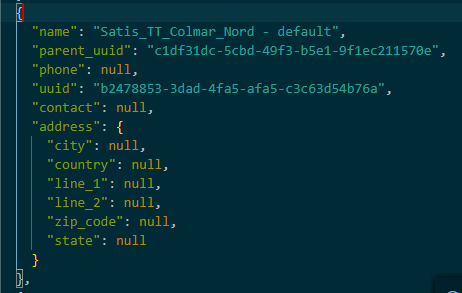 {
"name": "Satis_TT_Colmar_Nord - default",
"parent_uuid": "c1df31dc-5cbd-49f3-b5e1-9f1ec211570e",
"phone": null,
"uuid": "b2478853-3dad-4fa5-afa5-c3c63d54b76a",
"contact": null,
"address": {
"city": null,
"country": null,
"line_1": null,
"line_2": null,
"zip_code": null,
"state": null
}
},